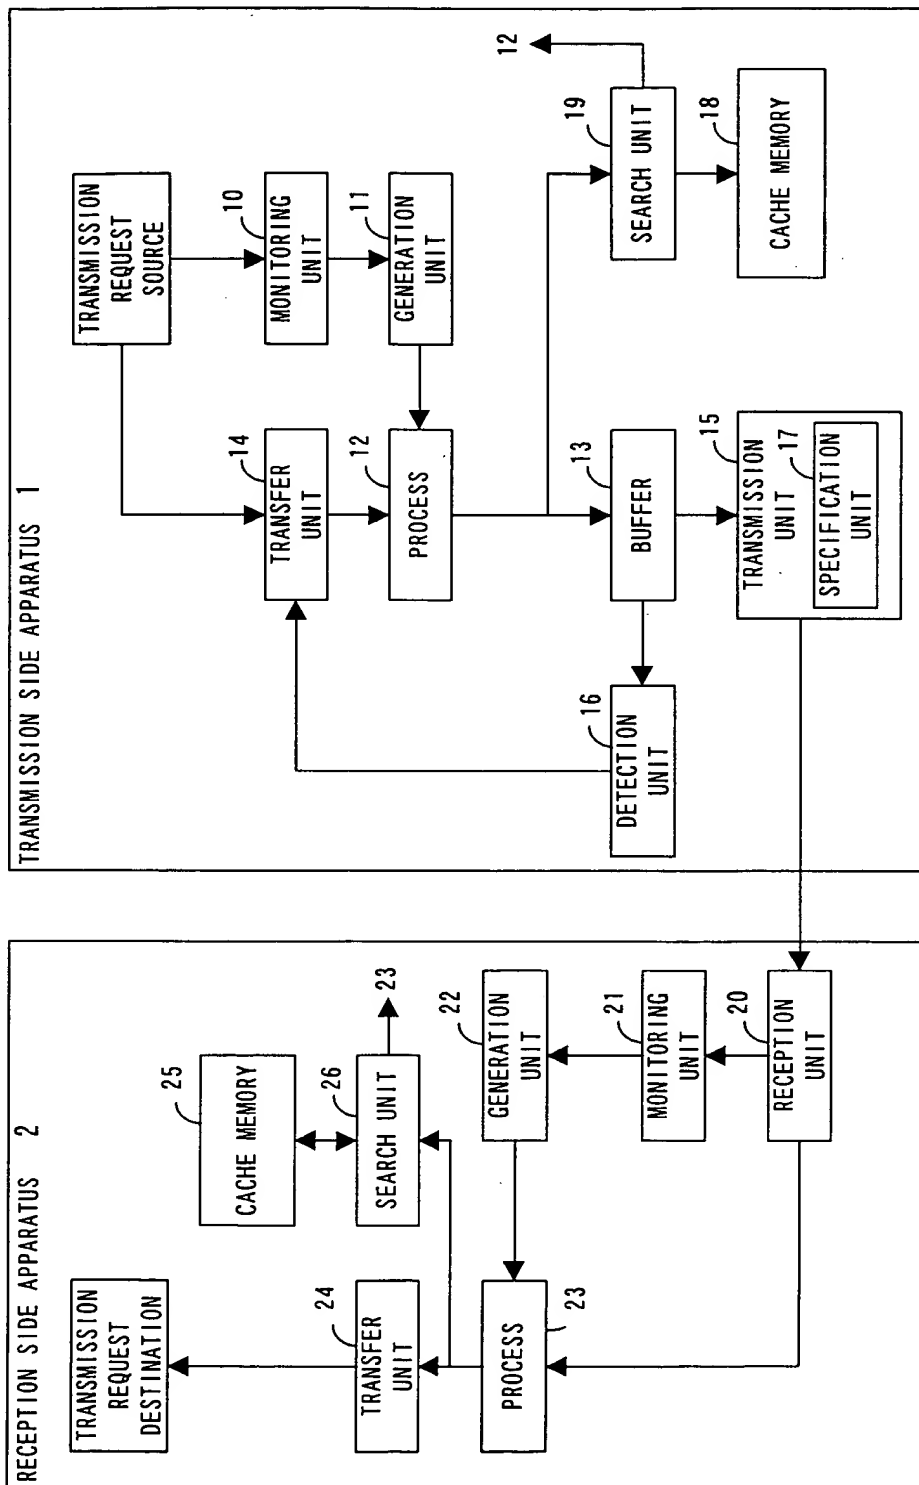 TRANSMISSION SIDE APPARATUS 1
TRANSMISSION
REQUEST
SOURCE
10
MONITORING
UNIT
11
GENERATION
UNIT
14
TRANSFER
UNIT
12
PROCESS
12
19
SEARCH UNIT
18
CACHE MEMORY
13
BUFFER
15
TRANSMISSION
UNIT
17
SPECIFICATION
UNIT
16
DETECTION
UNIT
RECEPTION SIDE APPARATUS 2
TRANSMISSION
REQUEST
DESTINATION
25
CACHE MEMORY
26
SEARCH UNIT
23
24
TRANSFER
UNIT
22
GENERATION
UNIT
PROCESS
23
21
MONITORING
UNIT
20
RECEPTION
UNIT